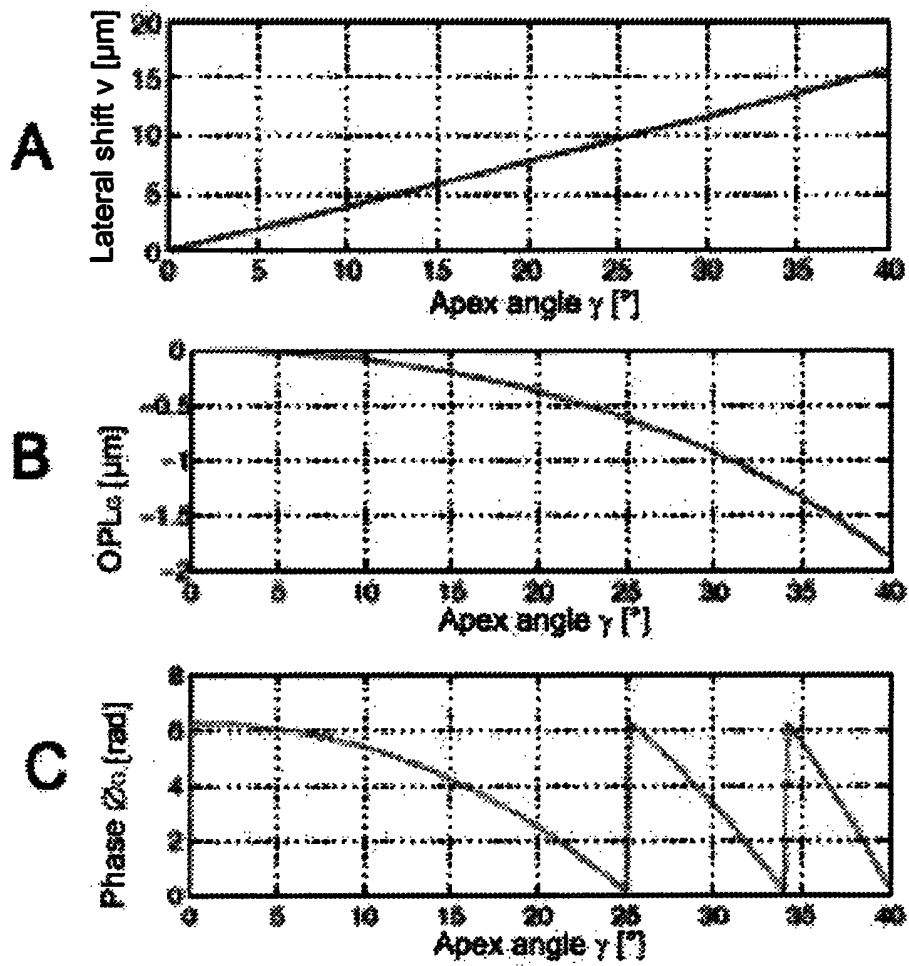 A
Lateral shift v [µm]
20
15
10
5
0
0 5 10 15 20 25 30 35 40
Apex angle γ [°]
B
OPLG [µm]
0
-0.5
-1
-1.5
-2
0 5 10 15 20 25 30 35 40
Apex angle γ [°]
C
Phase [rad]
8
6
4
2
0
0 5 10 15 20 25 30 35 40
Apex angle γ [°]